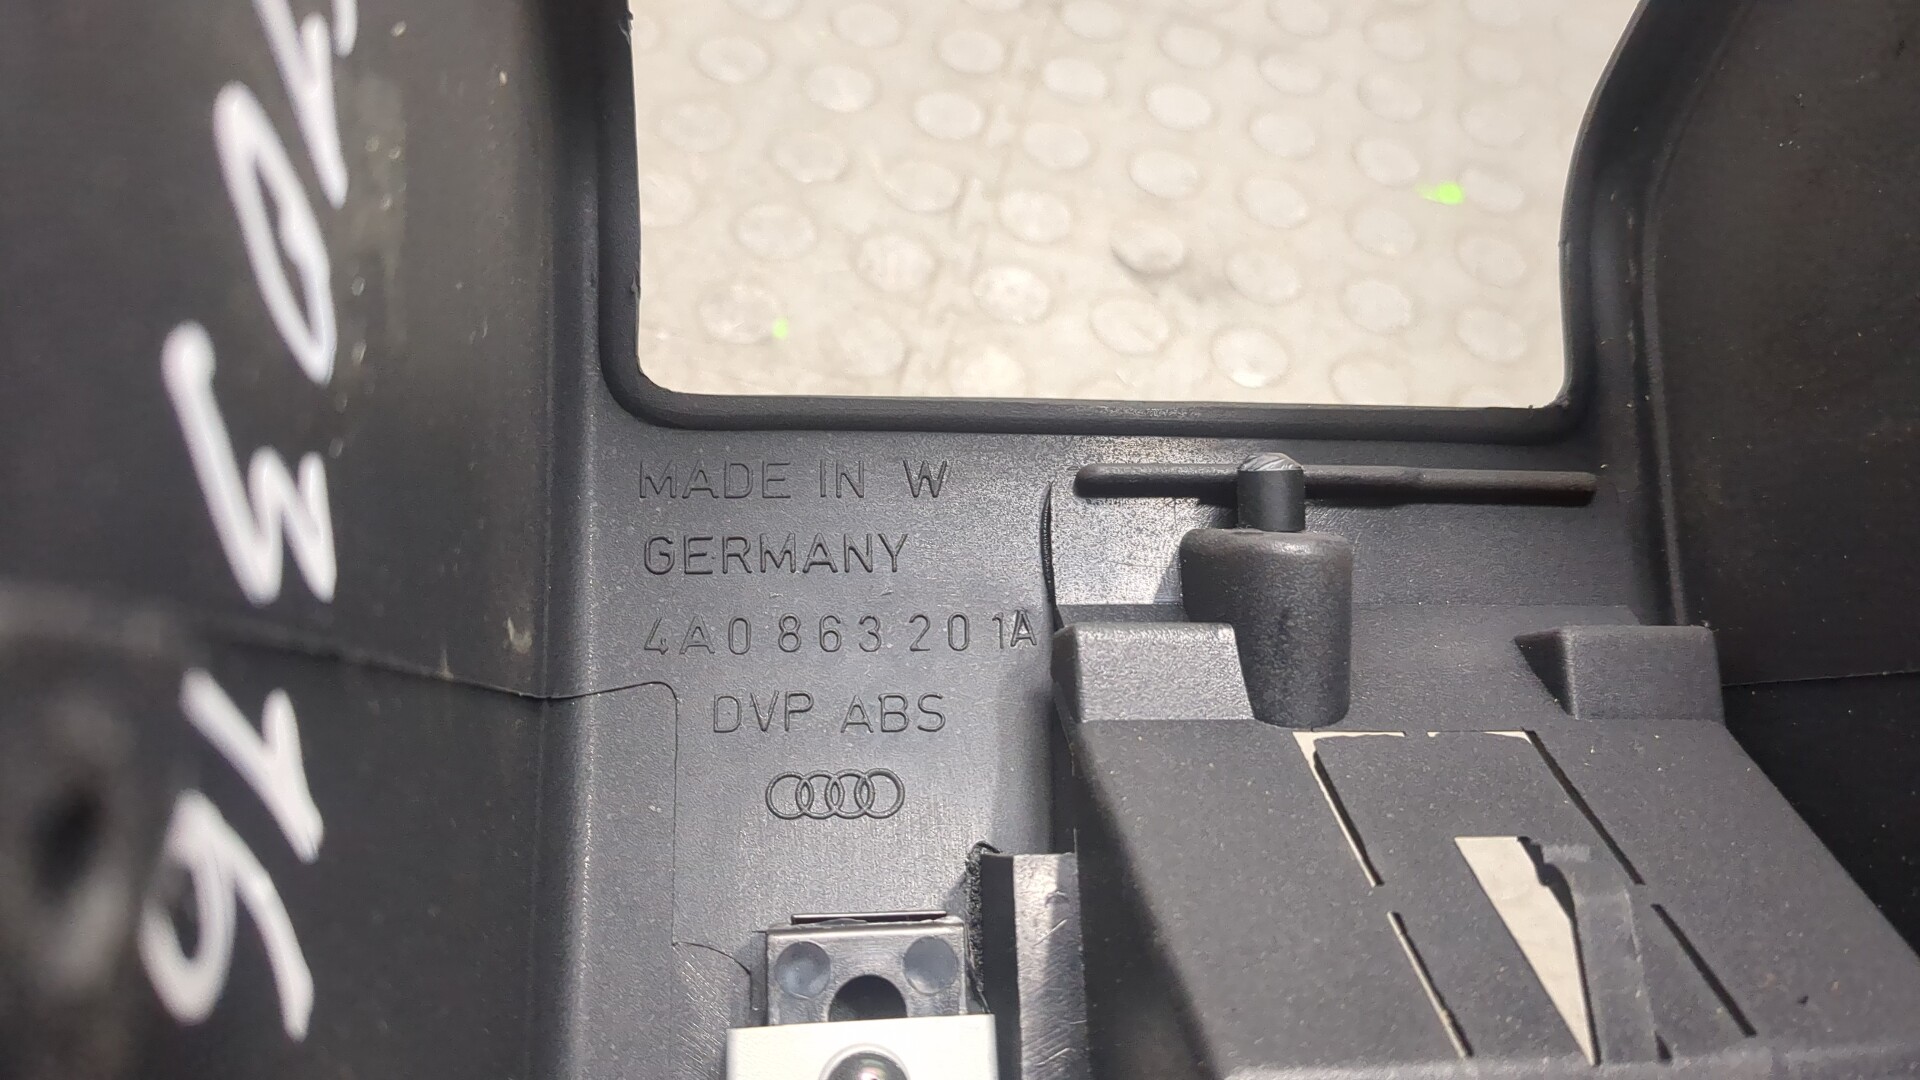 MADE IN W
GERMANY
4A0 863 201A
DVP ABS